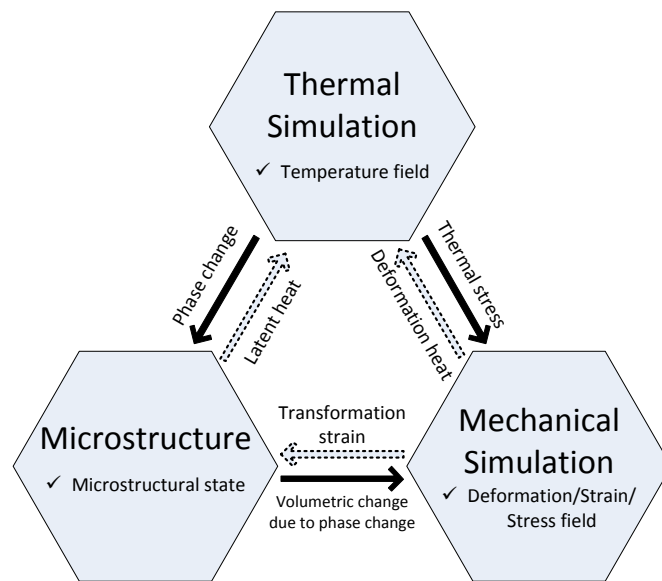 Thermal
Simulation
✓ Temperature field
Phase change
Latent heat
Deformation heat
Thermal stress
Microstructure
✓ Microstructural state
Transformation
strain
Volumetric change
due to phase change
Mechanical
Simulation
✓ Deformation/Strain/
Stress field